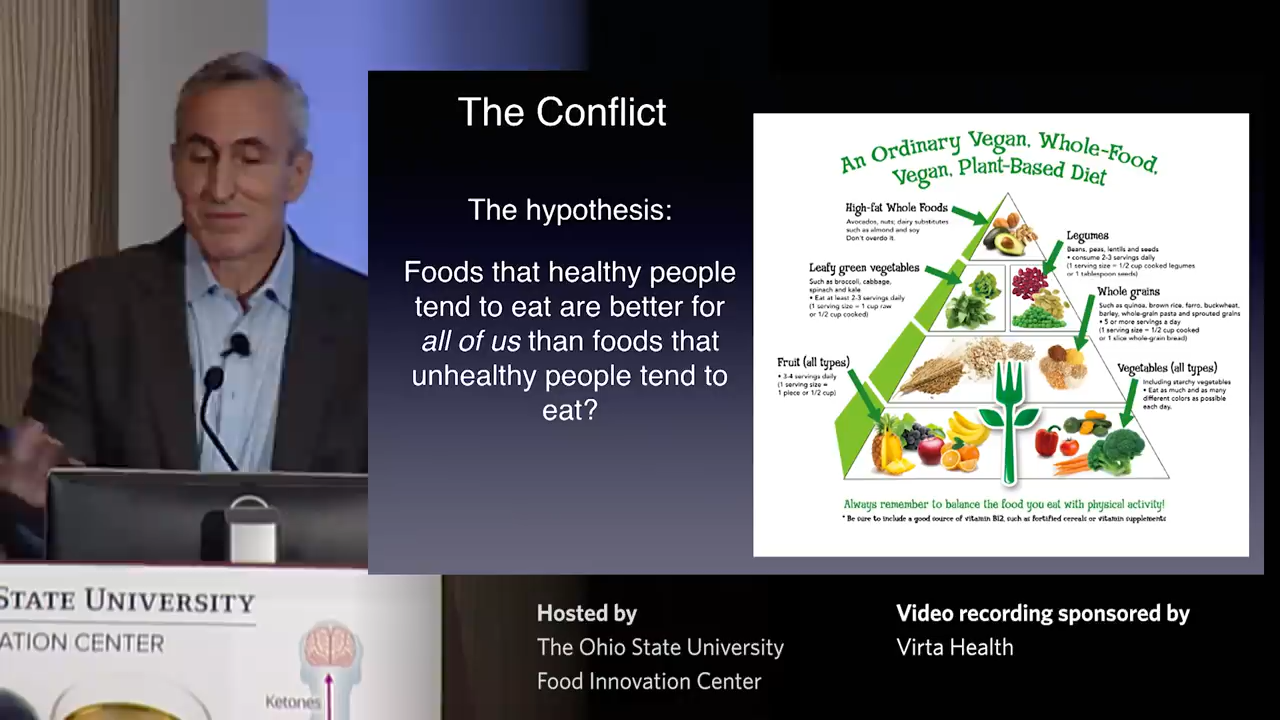 The Conflict
The hypothesis:
Foods that healthy people
tend to eat are better for
all of us than foods that
unhealthy people tend to
eat?
An Ordinary Vegan, Whole-Food,
Vegan, Plant-Based Diet
High-fat Whole Foods
Avocados, nuts, dairy substitutes
such as almond and soy
Don't overdo it.
Legumes
Beans, peas, lentils and seeds
• consume 2-3 servings daily
(1 serving size = 1/2 cup cooked legumes
or 1 tablespoon seeds)
Leafy green vegetables
Such as broccoli, cabbage,
spinach and kale
• Eat at least 2-3 servings daily
(1 serving size = 1 cup raw
or 1/2 cup cooked)
Whole grains
Such as quinoa, brown rice, farro, buckwheat,
barley, whole-grain pasta and sprouted grains
• 5 or more servings a day
(1 serving size = 1/2 cup cooked
or 1 slice whole-grain bread)
Fruit (all types)
• 3-4 servings daily
(1 serving size =
1 piece or 1/2 cup)
Vegetables (all types)
Including starchy vegetables
• Eat as much and as many
different colors as possible
each day.
Always remember to balance the food you eat with physical activity!
* Be sure to include a good source of vitamin B12, such as fortified cereals or vitamin supplements
STATE UNIVERSITY
ATION CENTER
Ketones
Hosted by
The Ohio State University
Food Innovation Center
Video recording sponsored by
Virta Health